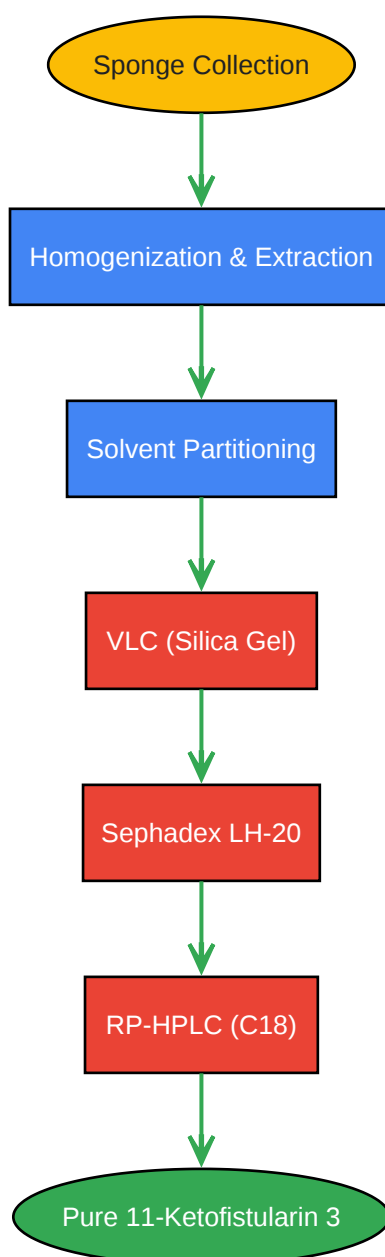 Sponge Collection
Homogenization & Extraction
Solvent Partitioning
VLC (Silica Gel)
Sephadex LH-20
RP-HPLC (C18)
Pure 11-Ketofistularin 3